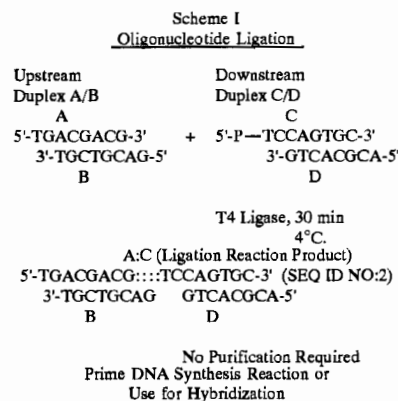 Scheme I
Oligonucleotide Ligation
Upstream
Duplex A/B
A
5'-TGACGACG-3'
3'-TGCTGCAG-5'
B
+
Downstream
Duplex C/D
C
5'-P—TCCAGTGC-3'
3'-GTCACGCA-5'
D
T4 Ligase, 30 min
4°C.
A:C (Ligation Reaction Product)
5'-TGACGACG::::TCCAGTGC-3' (SEQ ID NO:2)
3'-TGCTGCAG GTCACGCA-5'
B D
No Purification Required
Prime DNA Synthesis Reaction or
Use for Hybridization